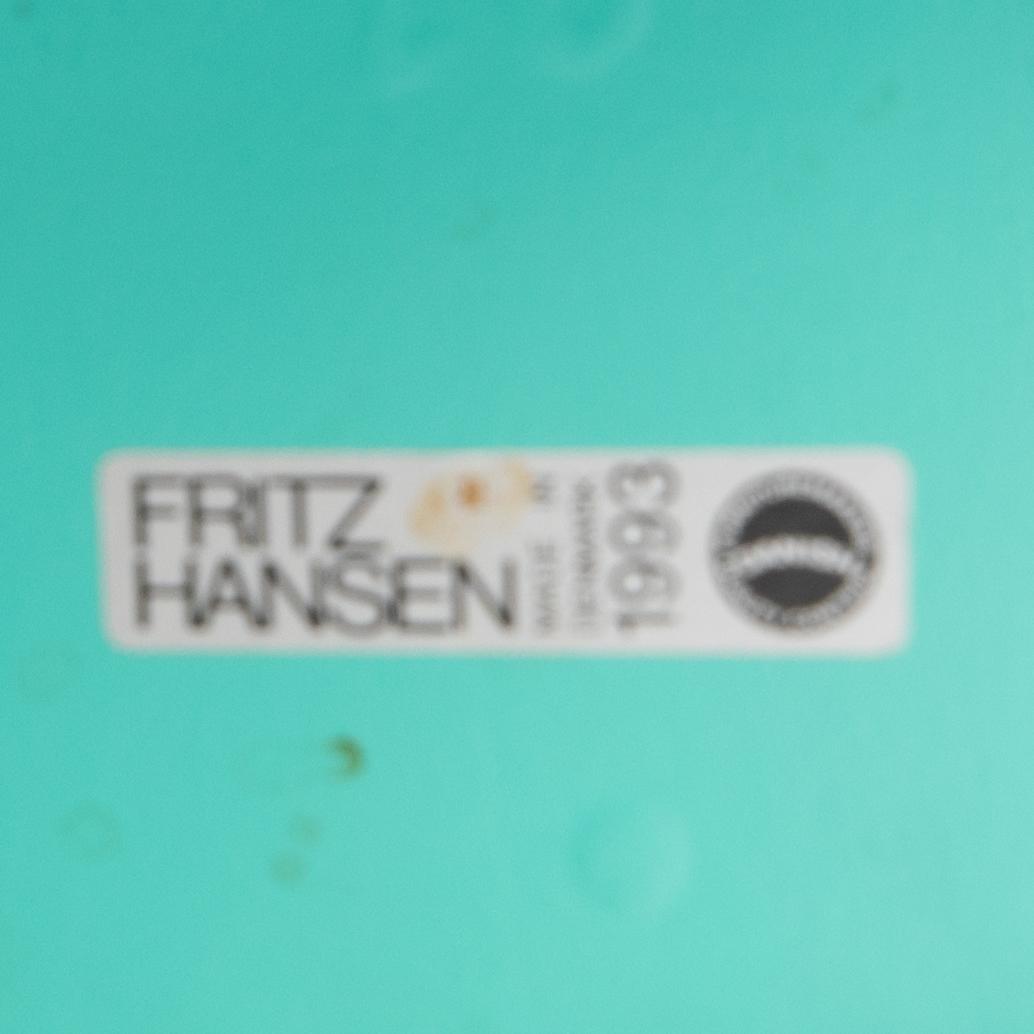 FRITZ
HANSEN
MADE IN
DENMARK
1993